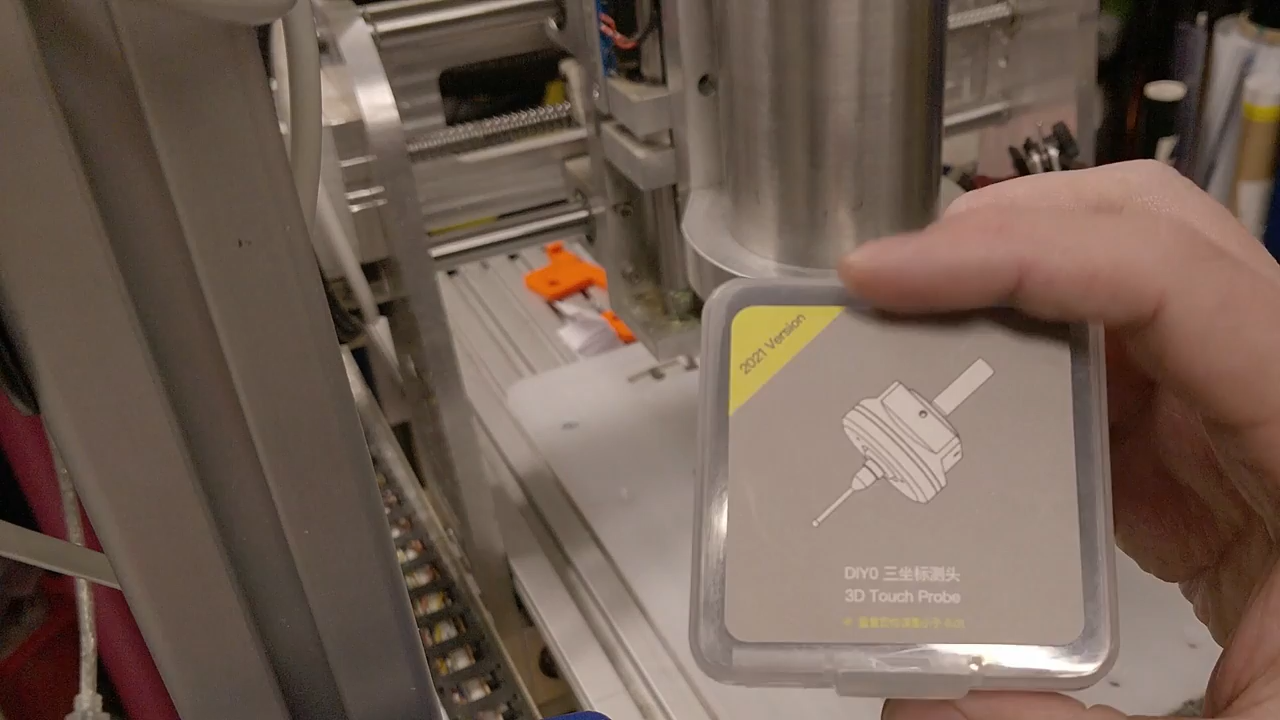 2021 Version
DIY0 三坐标测头
3D Touch Probe